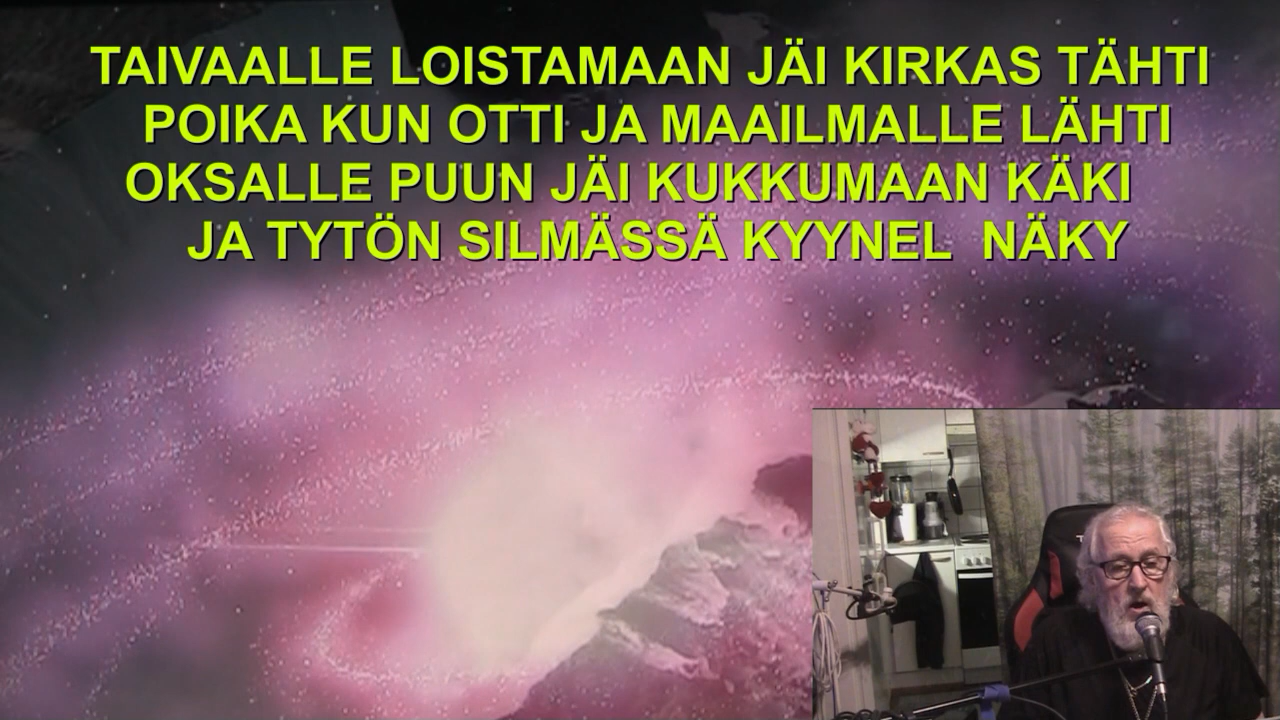 TAIVAALLE LOISTAMAAN JÄI KIRKAS TÄHTI
POIKA KUN OTTI JA MAAILMALLE LÄHTI
OKSALLE PUUN JÄI KUKKUMAAN KÄKI
JA TYTÖN SILMÄSSÄ KYYNEL NÄKY